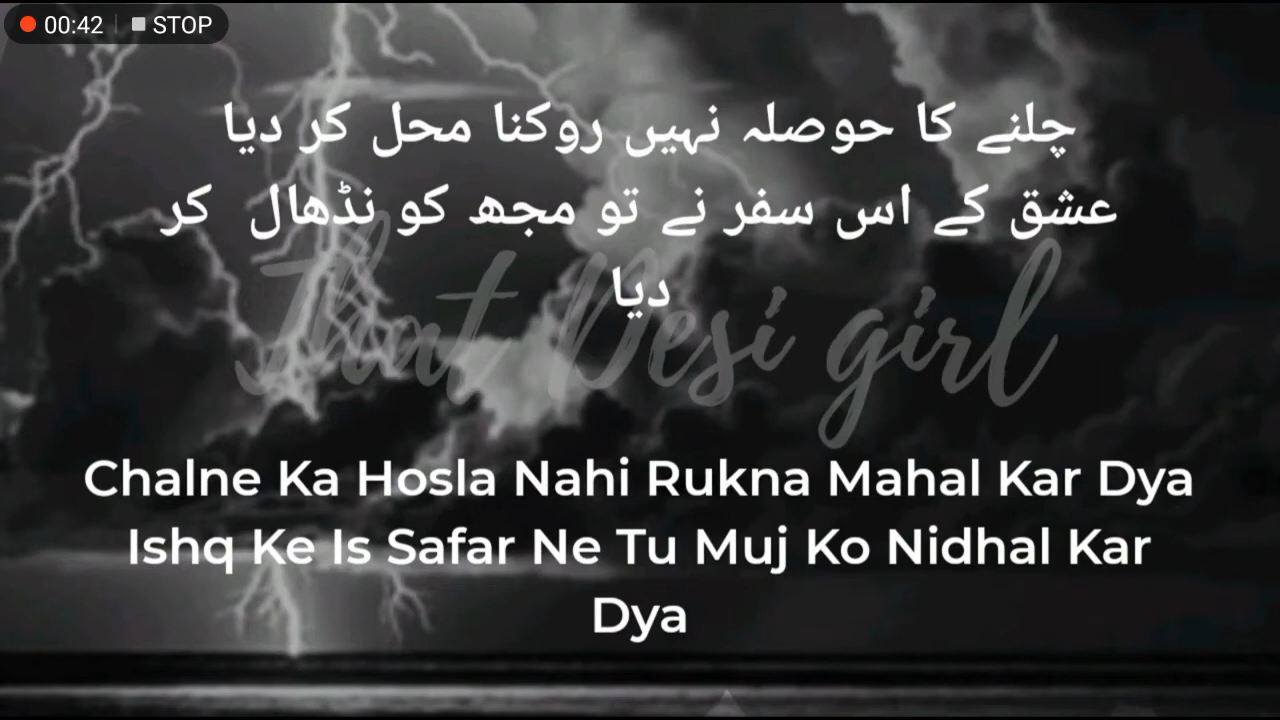 00:42 STOP
چلنے کا حوصلہ نہیں روکنا محل کر دیا
عشق کے اس سفر نے تو مجھ کو نڈھال کر
دیا
That Desi girl
Chalne Ka Hosla Nahi Rukna Mahal Kar Dya
Ishq Ke Is Safar Ne Tu Muj Ko Nidhal Kar
Dya